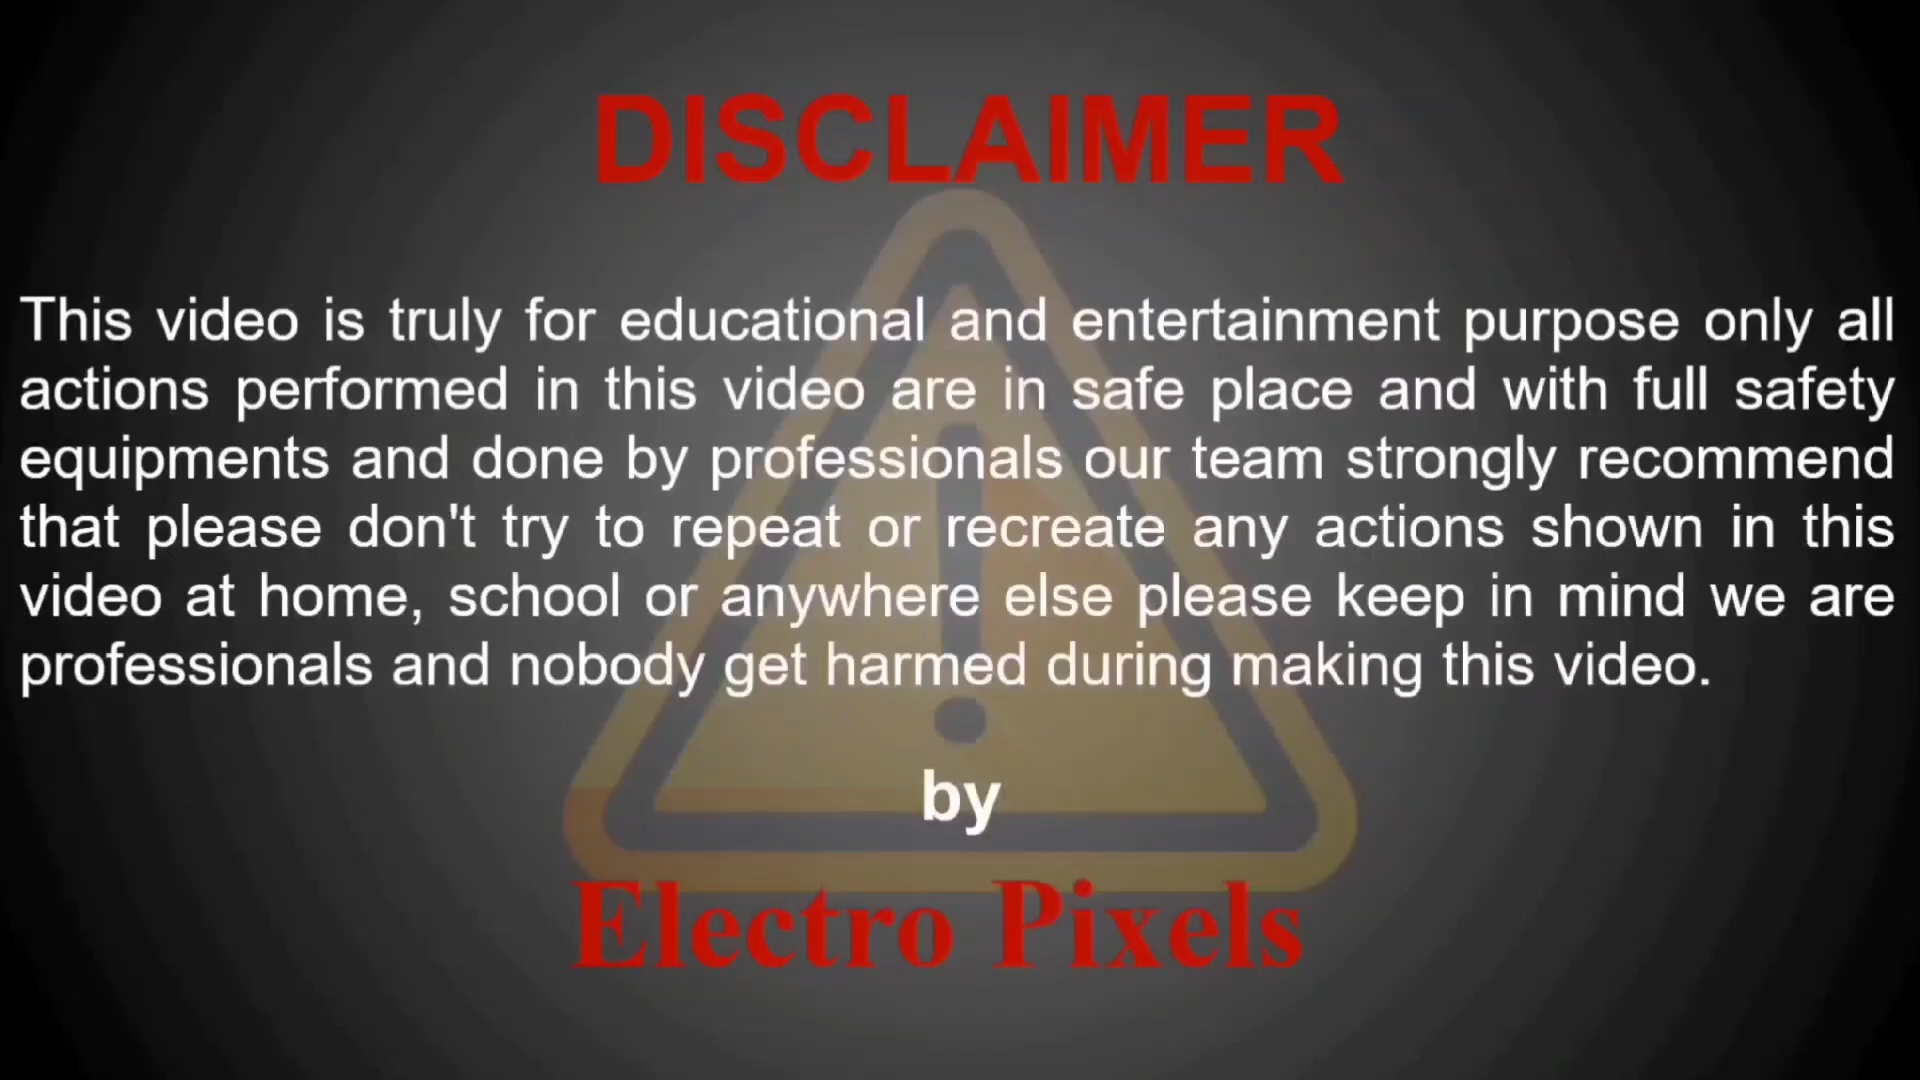 DISCLAIMER
This video is truly for educational and entertainment purpose only all
actions performed in this video are in safe place and with full safety
equipments and done by professionals our team strongly recommend
that please don't try to repeat or recreate any actions shown in this
video at home, school or anywhere else please keep in mind we are
professionals and nobody get harmed during making this video.
by
Electro Pixels